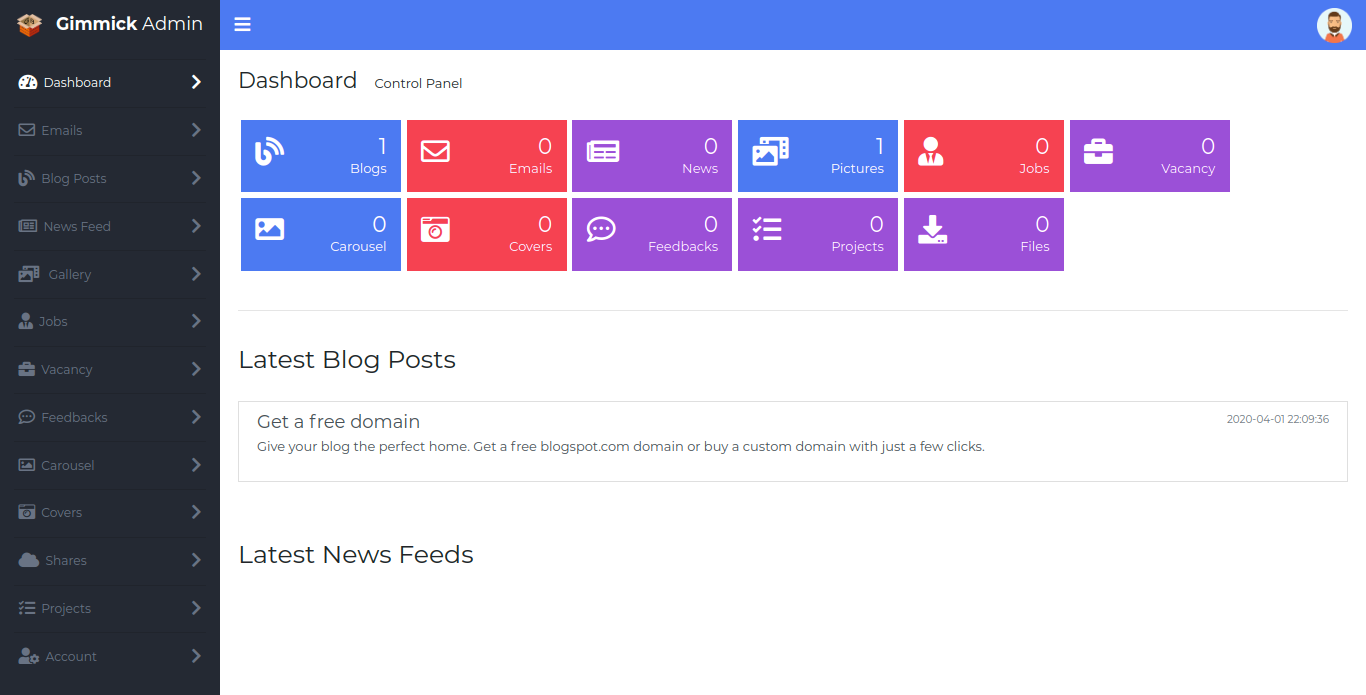 Gimmick Admin
Dashboard
Emails
Blog Posts
News Feed
Gallery
Jobs
Vacancy
Feedbacks
Carousel
Covers
Shares
Projects
Account
Dashboard Control Panel
1
Blogs
0
Emails
0
News
1
Pictures
0
Jobs
0
Vacancy
0
Carousel
0
Covers
0
Feedbacks
0
Projects
0
Files
Latest Blog Posts
Get a free domain
2020-04-01 22:09:36
Give your blog the perfect home. Get a free blogspot.com domain or buy a custom domain with just a few clicks.
Latest News Feeds